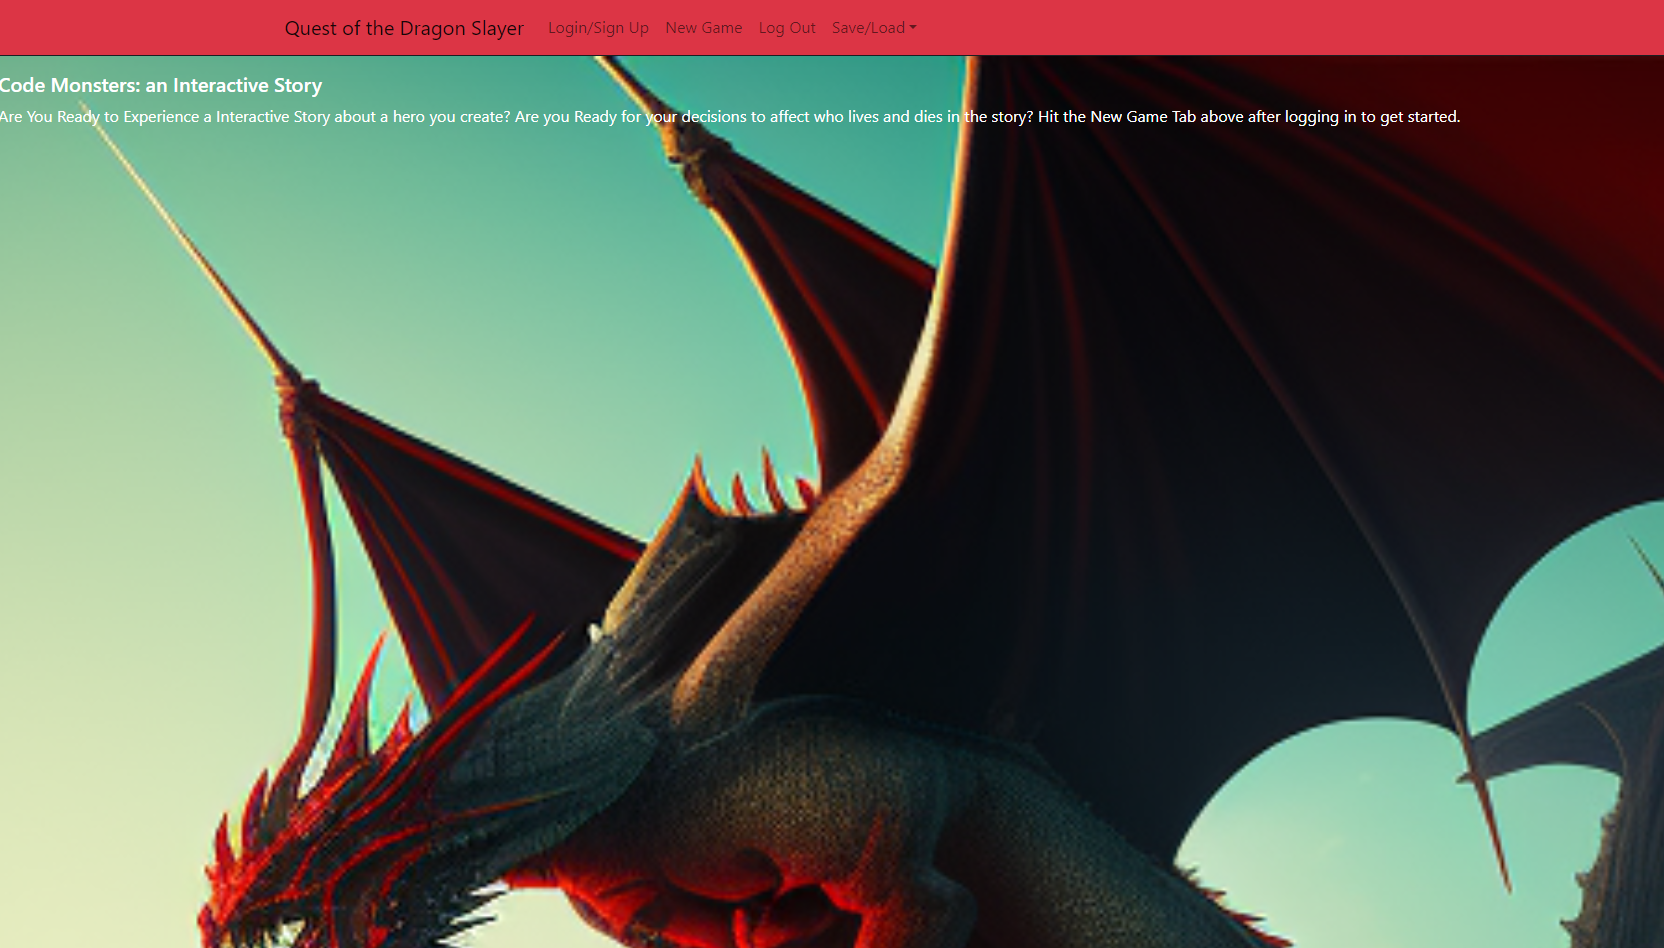 Quest of the Dragon Slayer Login/Sign Up New Game Log Out Save/Load
Code Monsters: an Interactive Story
Are You Ready to Experience a Interactive Story about a hero you create? Are you Ready for your decisions to affect who lives and dies in the story? Hit the New Game Tab above after logging in to get started.